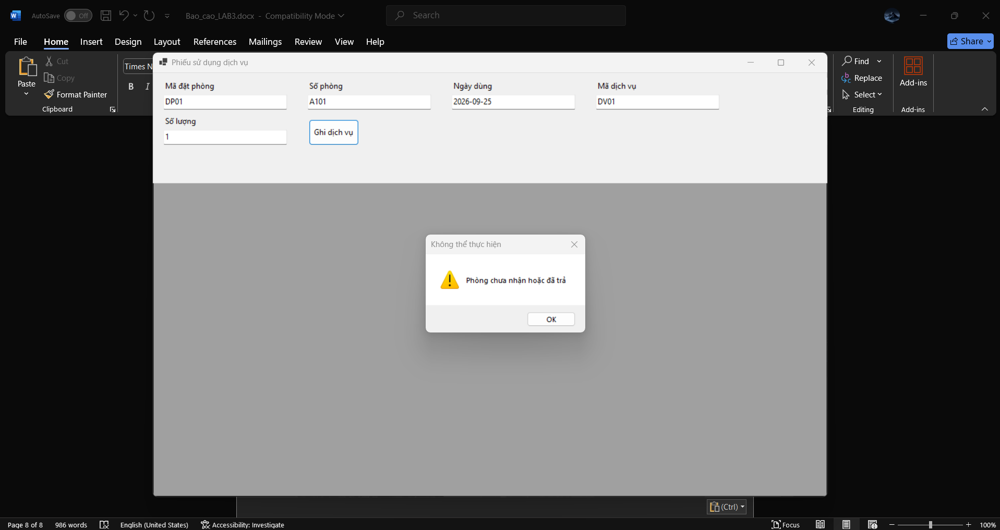 AutoSave Off Bao_cao_LAB3.docx - Compatibility Mode Search
File Home Insert Design Layout References Mailings Review View Help Share
Paste Cut
Copy
Format Painter
Clipboard
Times N
B I
Find
Replace
Select
Editing
Add-ins
Add-ins
Phiếu sử dụng dịch vụ
Mã đặt phòng Số phòng Ngày dùng Mã dịch vụ
DP01 A101 2026-09-25 DV01
Số lượng
1 Ghi dịch vụ
Không thể thực hiện
Phòng chưa nhận hoặc đã trả
OK
(Ctrl)
Page 8 of 8 986 words English (United States) Accessibility: Investigate Focus 100%